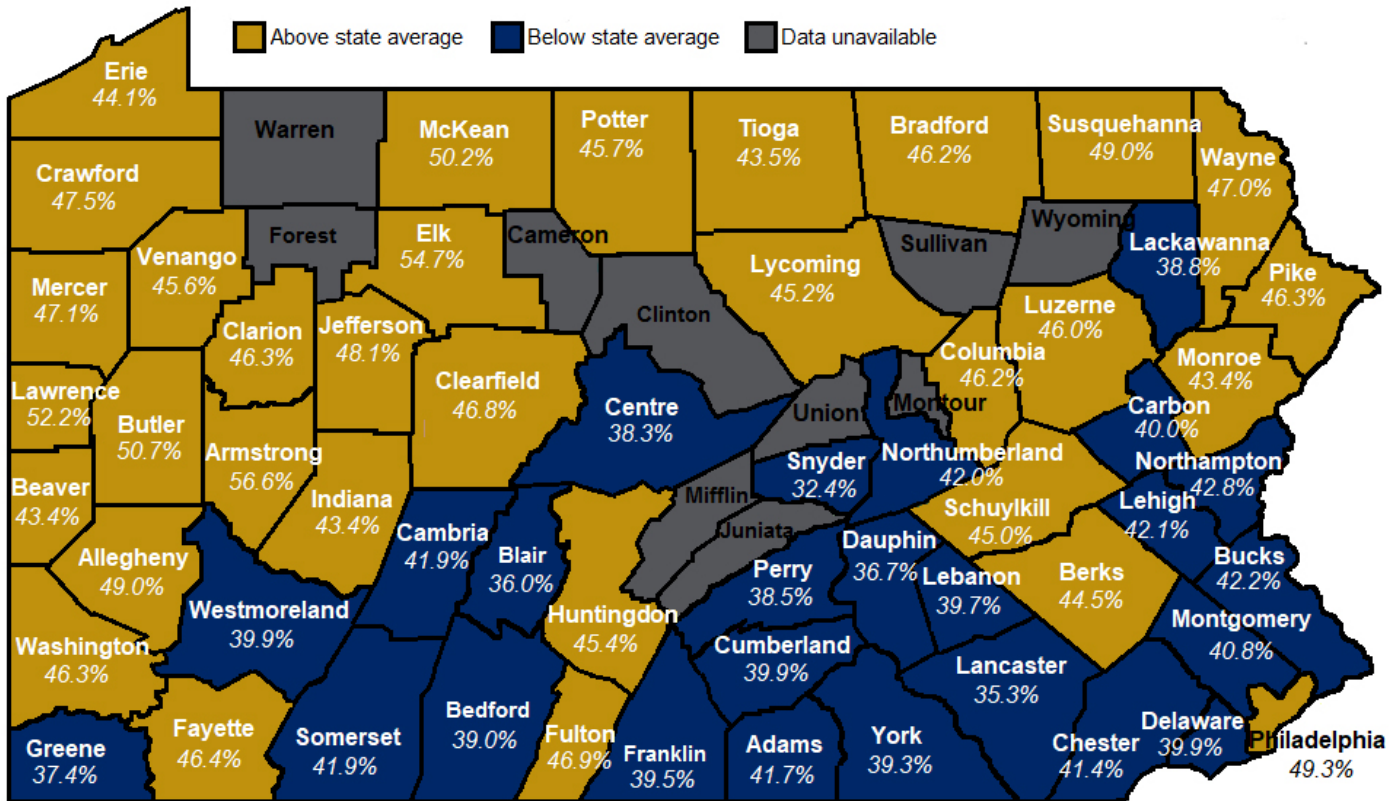 Above state average
Below state average
Data unavailable
Erie
44.1%
Warren
McKean
50.2%
Potter
45.7%
Tioga
43.5%
Bradford
46.2%
Susquehanna
49.0%
Wayne
47.0%
Crawford
47.5%
Venango
45.6%
Forest
Elk
54.7%
Cameron
Lycoming
45.2%
Sullivan
Wyoming
Lackawanna
38.8%
Pike
46.3%
Mercer
47.1%
Clarion
46.3%
Jefferson
48.1%
Clinton
Luzerne
46.0%
Columbia
46.2%
Monroe
43.4%
Lawrence
52.2%
Butler
50.7%
Clearfield
46.8%
Centre
38.3%
Union
Montour
Carbon
40.0%
Armstrong
56.6%
Snyder
32.4%
Northumberland
42.0%
Northampton
42.8%
Beaver
43.4%
Indiana
43.4%
Mifflin
Schuylkill
45.0%
Lehigh
42.1%
Allegheny
49.0%
Cambria
41.9%
Blair
36.0%
Juniata
Dauphin
36.7%
Bucks
42.2%
Perry
38.5%
Lebanon
39.7%
Berks
44.5%
Westmoreland
39.9%
Huntingdon
45.4%
Montgomery
40.8%
Washington
46.3%
Cumberland
39.9%
Lancaster
35.3%
Greene
37.4%
Fayette
46.4%
Somerset
41.9%
Bedford
39.0%
Fulton
46.9%
Franklin
39.5%
Adams
41.7%
York
39.3%
Chester
41.4%
Delaware
39.9%
Philadelphia
49.3%